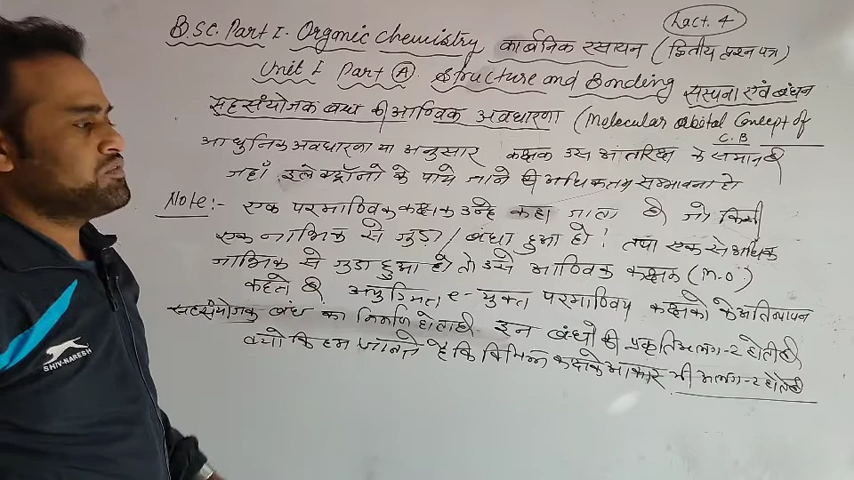 Lact. 4
B.Sc. Part I. Organic Chemistry कार्बनिक रसायन (द्वितीय प्रश्न पत्र)
Unit I Part A Structure and Bonding संरचना एवं बंधन
सहसंयोजक बन्ध की आण्विक अवधारणा (Molecular orbital Concept of C.B
आधुनिक अवधारणा या अनुसार कक्षक उस अंतरिक्ष के समान है
जहाँ इलेक्ट्रॉनो के पाये जाने की अधिकतम सम्भावना हो
Note:- एक परमाण्विक कक्षक उन्हे कहा जाता है जो किसी
एक नाभिक से जुड़ा/बंधा हुआ हो! तथा एक से अधिक
नाभिक से जुड़ा हुआ हो तो उसे आण्विक कक्षक (M.O)
कहते है अयुग्मित e- युक्त परमाण्विय कक्षको के अतिव्यापन
सहसंयोजक बंध का निर्माण होता है. इन बंधो की प्रकृति अलग-2 होती है
क्यो कि हम जानते है कि विभिन्न कक्षाके आकार भी अलग-2 होते है
SHIV-NARESH